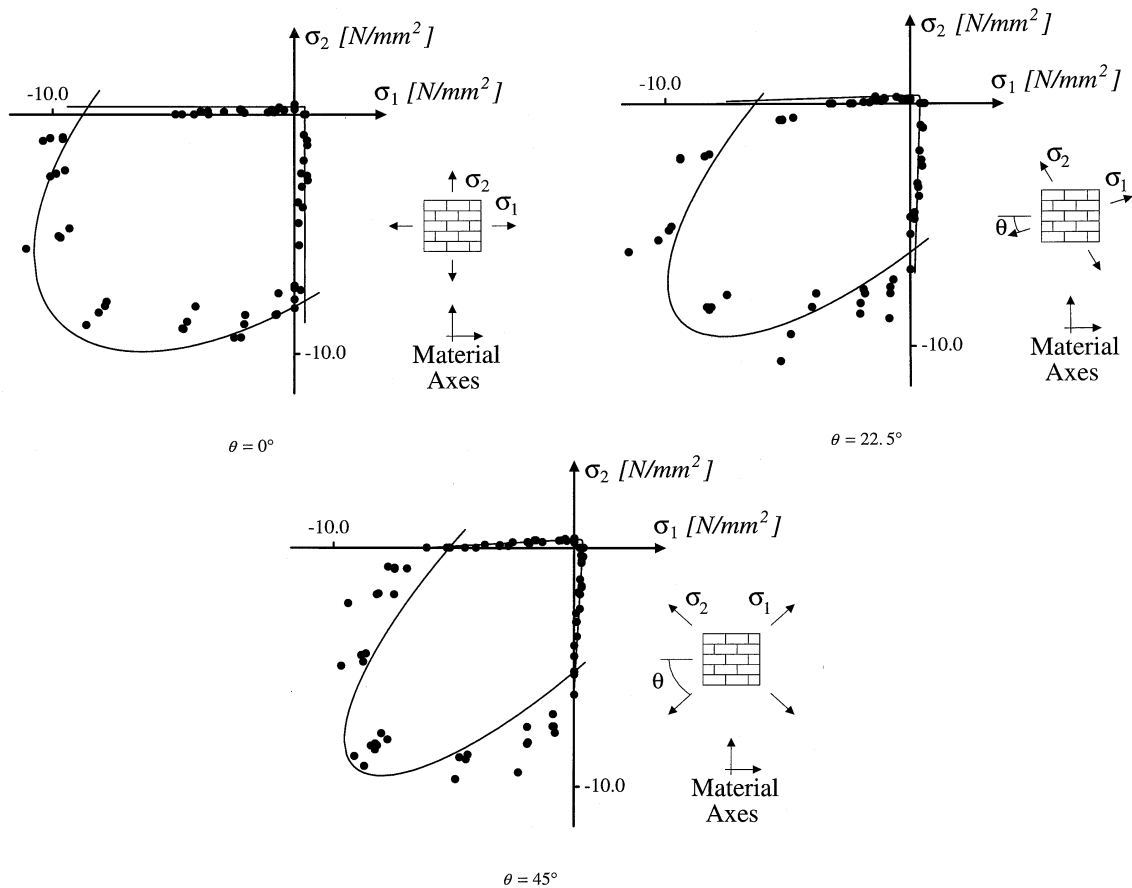 σ2 [N/mm2]
-10.0
σ1 [N/mm2]
σ2
σ1
-10.0
Material
Axes
θ = 0°
σ2 [N/mm2]
-10.0
σ1 [N/mm2]
σ2
σ1
θ
-10.0
Material
Axes
θ = 22.5°
σ2 [N/mm2]
-10.0
σ1 [N/mm2]
σ2
σ1
θ
-10.0
Material
Axes
θ = 45°